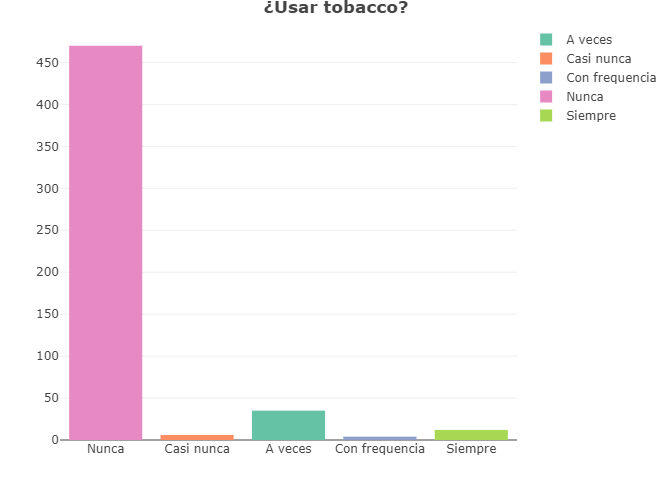 ¿Usar tobacco?
A veces
Casi nunca
Con frequencia
Nunca
Siempre
450
400
350
300
250
200
150
100
50
0
Nunca Casi nunca A veces Con frequencia Siempre